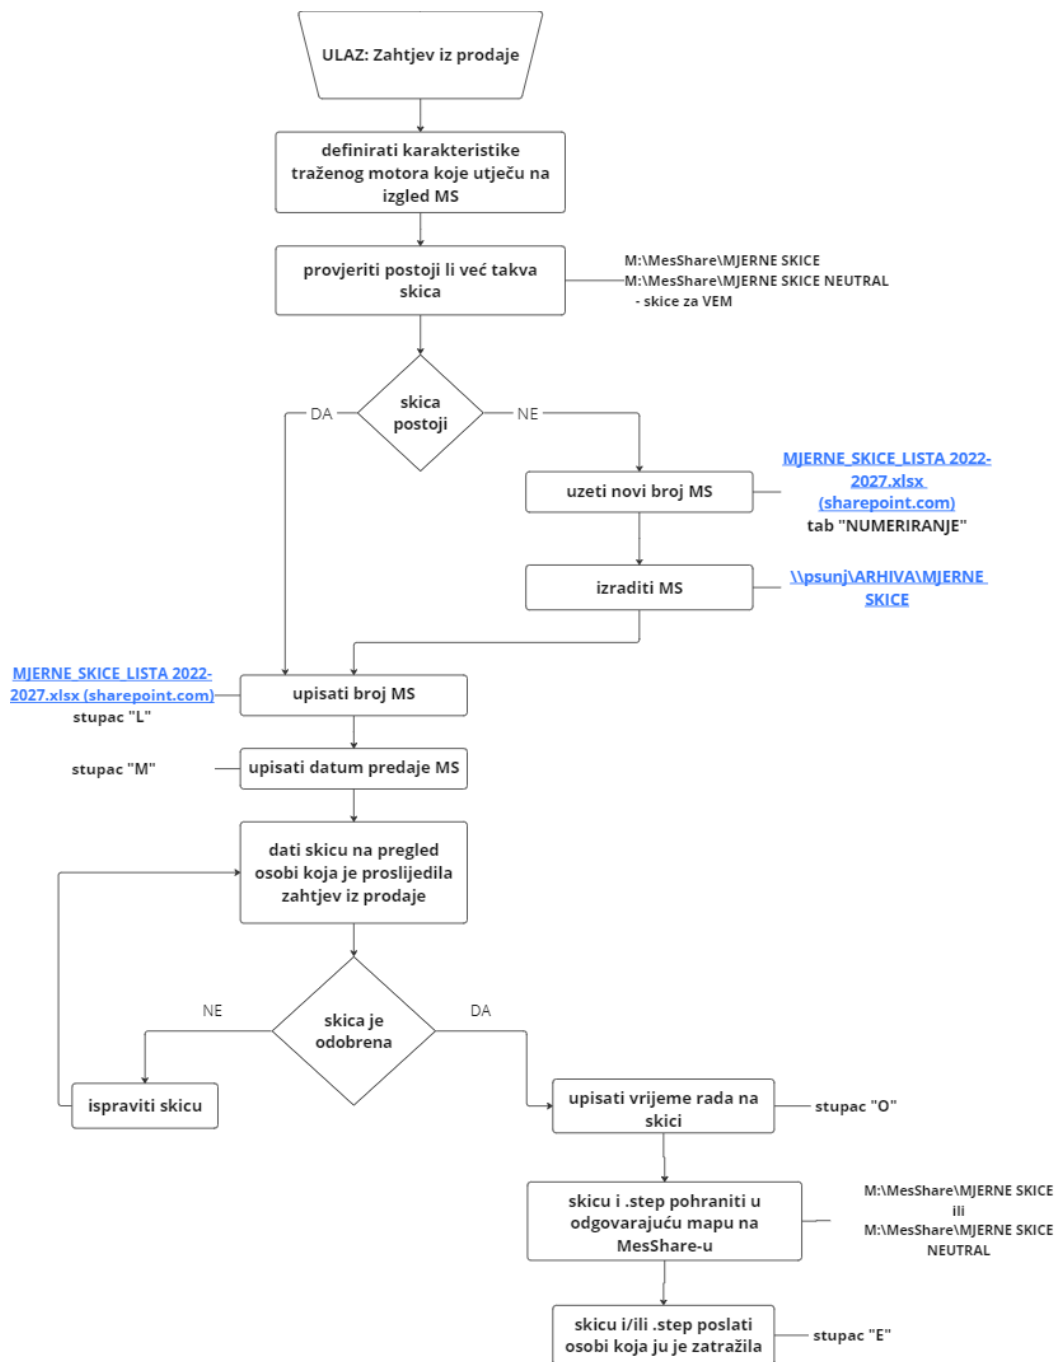 ULAZ: Zahtjev iz prodaje
definirati karakteristike
traženog motora koje utječu na
izgled MS
provjeriti postoji li već takva
skica
M:\MesShare\MJERNE SKICE
M:\MesShare\MJERNE SKICE NEUTRAL
- skice za VEM
skica
postoji
DA
NE
uzeti novi broj MS
MJERNE_SKICE_LISTA 2022-
2027.xlsx
(sharepoint.com)
tab "NUMERIRANJE"
izraditi MS
\\psunj\ARHIVA\MJERNE
SKICE
MJERNE_SKICE_LISTA 2022-
2027.xlsx (sharepoint.com)
stupac "L"
upisati broj MS
stupac "M"
upisati datum predaje MS
dati skicu na pregled
osobi koja je proslijedila
zahtjev iz prodaje
skica je
odobrena
NE
DA
ispraviti skicu
upisati vrijeme rada na
skici
stupac "O"
skicu i .step pohraniti u
odgovarajuću mapu na
MesShare-u
M:\MesShare\MJERNE SKICE
ili
M:\MesShare\MJERNE SKICE
NEUTRAL
skicu i/ili .step poslati
osobi koja ju je zatražila
stupac "E"